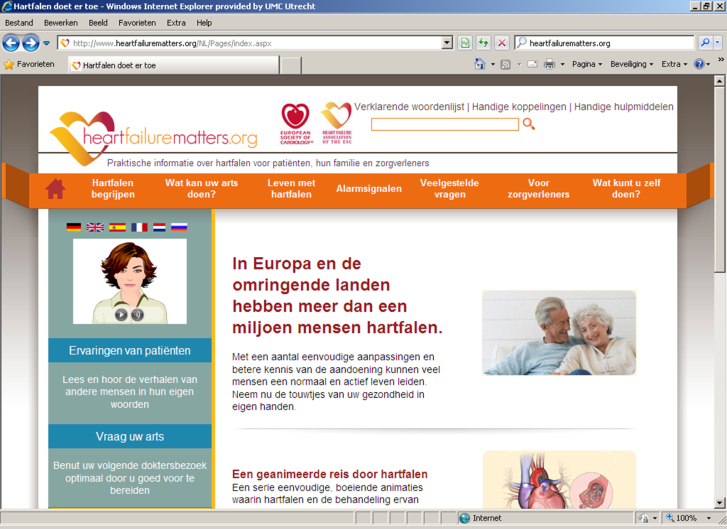 Hartfalen doet er toe - Windows Internet Explorer provided by UMC Utrecht
Bestand Bewerken Beeld Favorieten Extra Help
http://www.heartfailurematters.org/NL/Pages/index.aspx
heartfailurematters.org
Favorieten
Hartfalen doet er toe
Pagina Beveiliging Extra
Verklarende woordenlijst | Handige koppelingen | Handige hulpmiddelen
heartfailurematters.org
EUROPEAN
SOCIETY OF
CARDIOLOGY®
HEART FAILURE
ASSOCIATION
OF THE ESC
Praktische informatie over hartfalen voor patiënten, hun familie en zorgverleners
Hartfalen
begrijpen
Wat kan uw arts
doen?
Leven met
hartfalen
Alarmsignalen
Veelgestelde
vragen
Voor
zorgverleners
Wat kunt u zelf
doen?
Ervaringen van patiënten
Lees en hoor de verhalen van
andere mensen in hun eigen
woorden
Vraag uw arts
Benut uw volgende doktersbezoek
optimaal door u goed voor te
bereiden
In Europa en de
omringende landen
hebben meer dan een
miljoen mensen hartfalen.
Met een aantal eenvoudige aanpassingen en
betere kennis van de aandoening kunnen veel
mensen een normaal en actief leven leiden.
Neem nu de touwtjes van uw gezondheid in
eigen handen.
Een geanimeerde reis door hartfalen
Een serie eenvoudige, boeiende animaties
waarin hartfalen en de behandeling ervan
Internet
100%